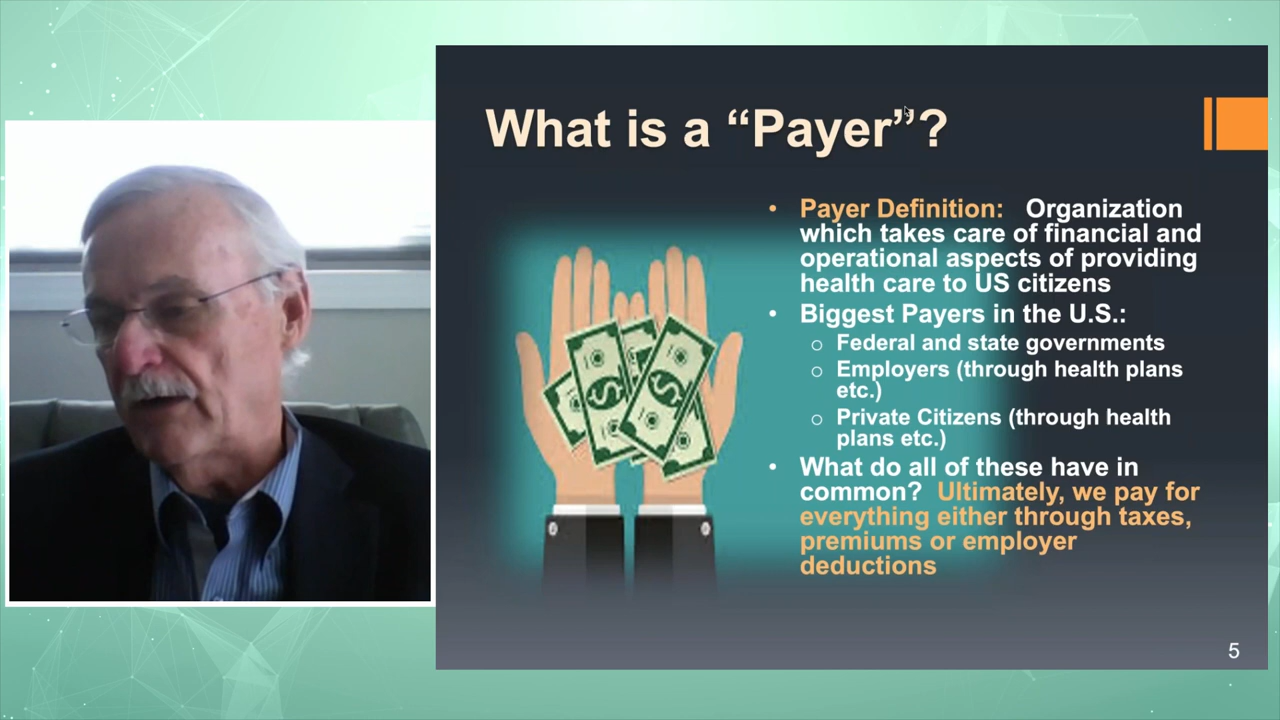 What is a “Payer”?
• Payer Definition: Organization
which takes care of financial and
operational aspects of providing
health care to US citizens
• Biggest Payers in the U.S.:
o Federal and state governments
o Employers (through health plans
etc.)
o Private Citizens (through health
plans etc.)
• What do all of these have in
common? Ultimately, we pay for
everything either through taxes,
premiums or employer
deductions
5